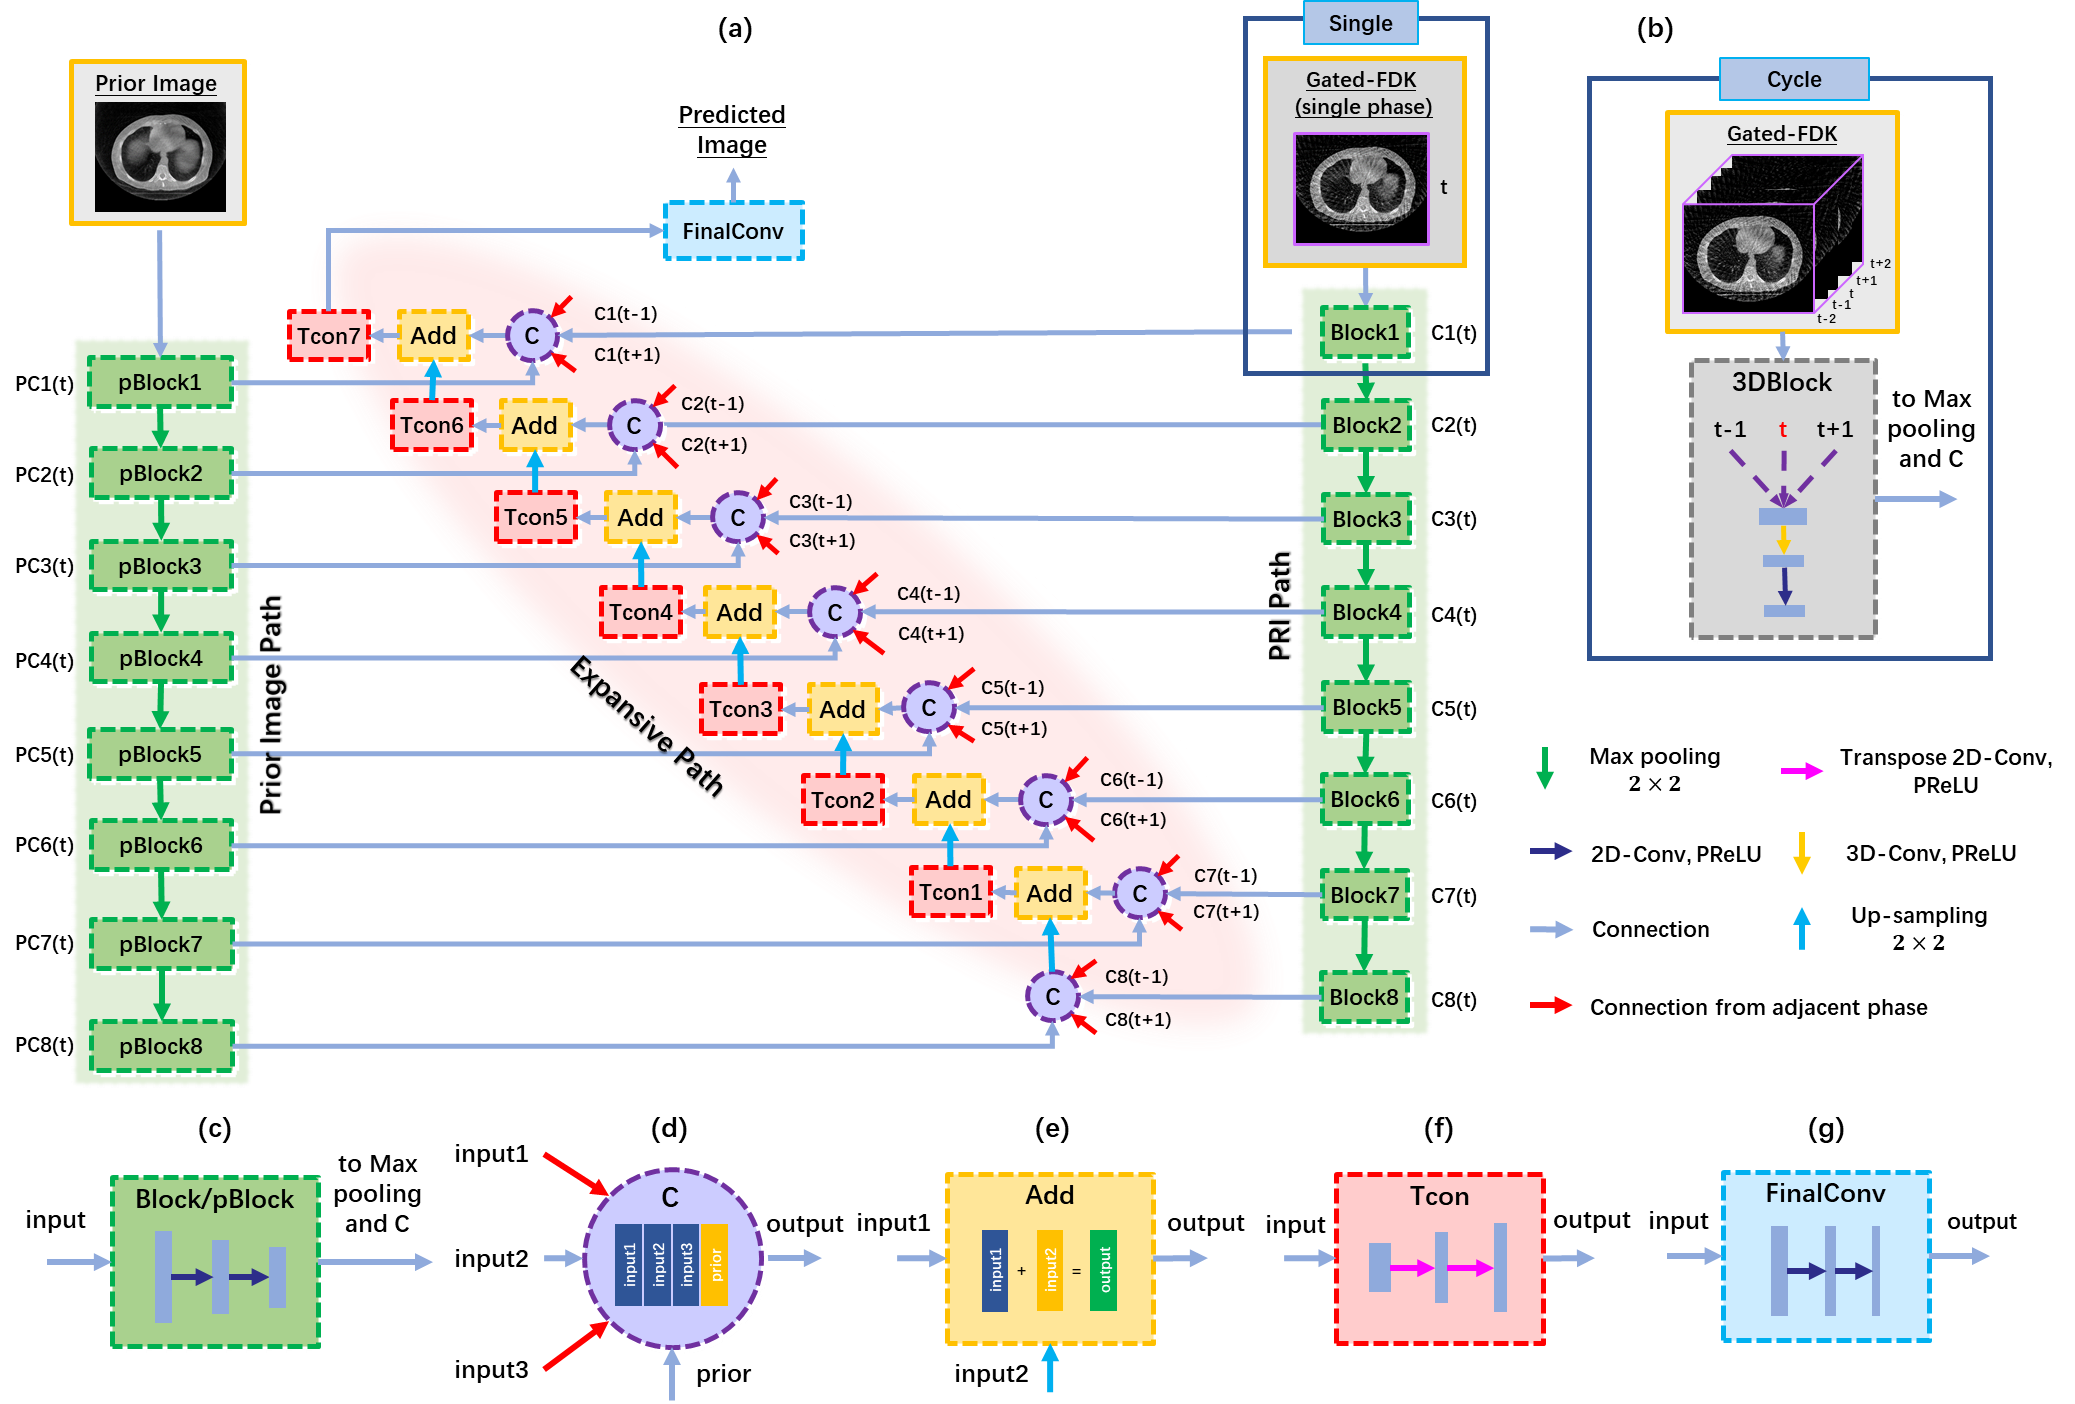 (a)
Single
(b)
Prior Image
Gated-FDK
(single phase)
t
Cycle
Gated-FDK
t+2
t+1
t
t-1
t-2
Predicted
Image
FinalConv
Tcon7
Add
C
C1(t-1)
C1(t+1)
Block1
C1(t)
PC1(t)
pBlock1
Tcon6
Add
C
C2(t-1)
C2(t+1)
Block2
C2(t)
PC2(t)
pBlock2
Tcon5
Add
C
C3(t-1)
C3(t+1)
Block3
C3(t)
PC3(t)
pBlock3
Tcon4
Add
C
C4(t-1)
C4(t+1)
Block4
C4(t)
PC4(t)
pBlock4
Tcon3
Add
C
C5(t-1)
C5(t+1)
Block5
C5(t)
PC5(t)
pBlock5
Tcon2
Add
C
C6(t-1)
C6(t+1)
Block6
C6(t)
PC6(t)
pBlock6
Tcon1
Add
C
C7(t-1)
C7(t+1)
Block7
C7(t)
PC7(t)
pBlock7
C
C8(t-1)
C8(t+1)
Block8
C8(t)
PC8(t)
pBlock8
Prior Image Path
Expansive Path
PRI Path
3DBlock
t-1 t t+1
to Max
pooling
and C
Max pooling
2 × 2
Transpose 2D-Conv,
PReLU
2D-Conv, PReLU
3D-Conv, PReLU
Connection
Up-sampling
2 × 2
Connection from adjacent phase
(c)
input
Block/pBlock
to Max
pooling
and C
(d)
input1
input2
input3
C
input1
input2
input3
prior
prior
output
(e)
input1
Add
input1
+
input2
=
output
input2
output
(f)
input
Tcon
output
(g)
input
FinalConv
output